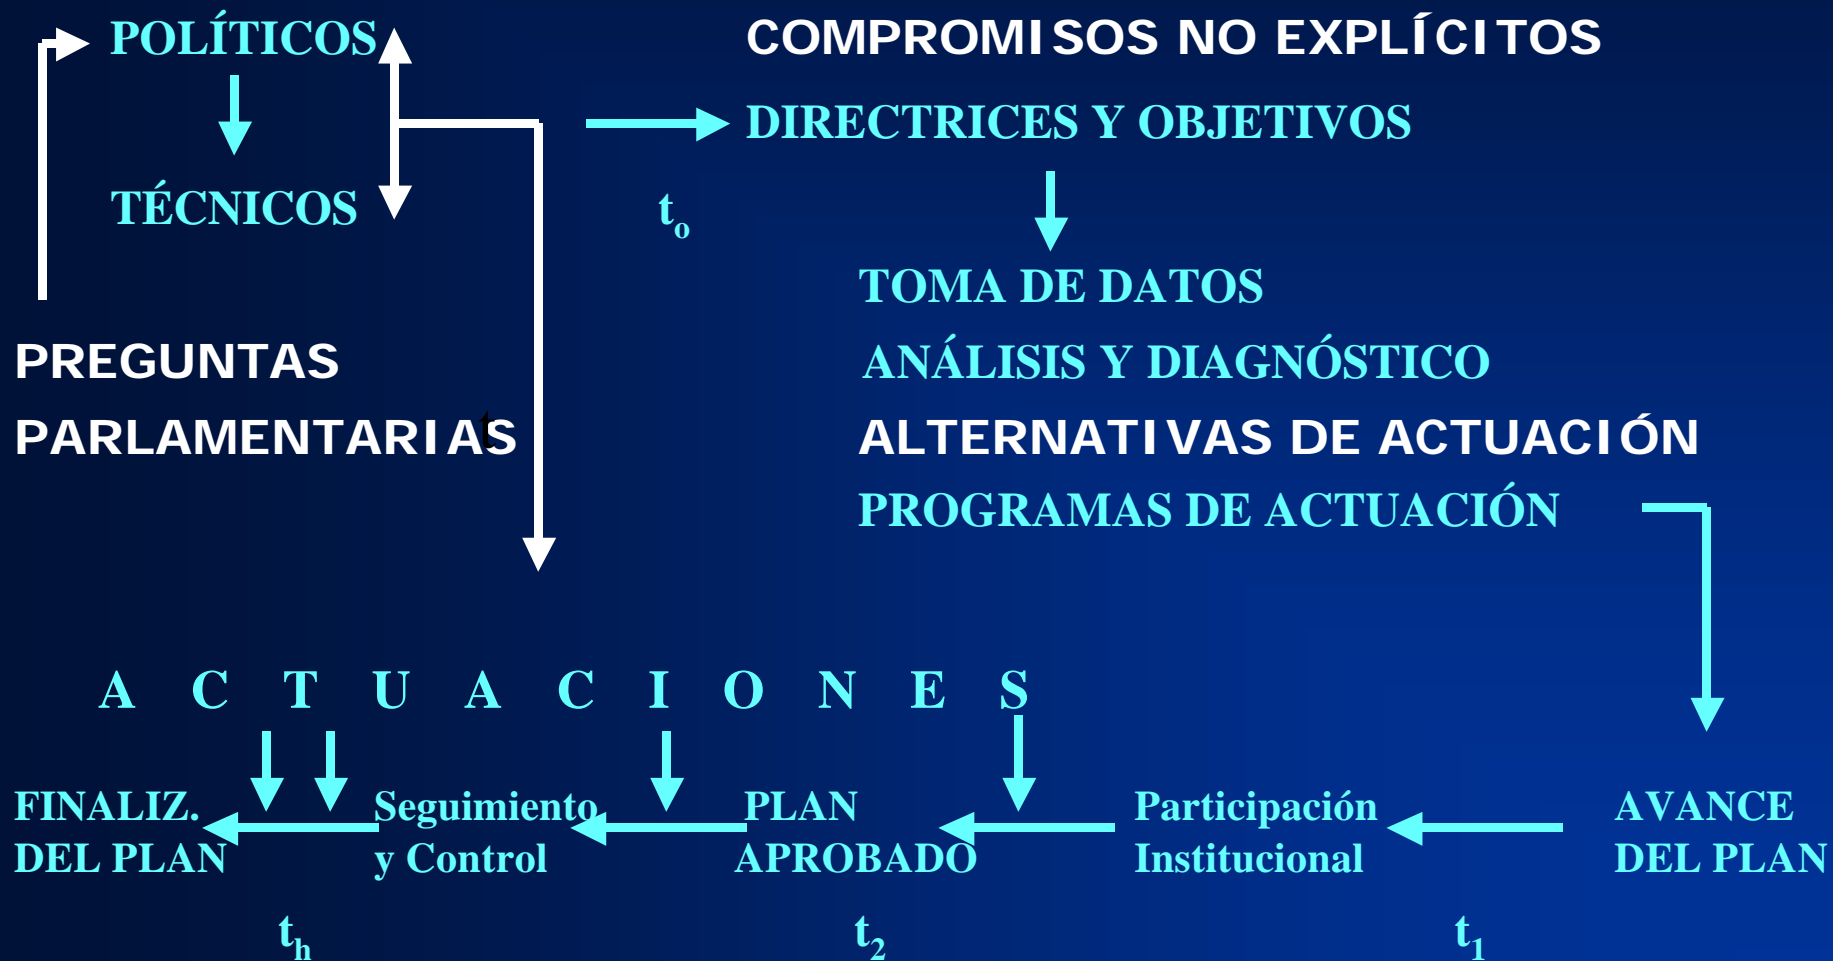 POLÍTICOS
COMPROMISOS NO EXPLÍCITOS
DIRECTRICES Y OBJETIVOS
TÉCNICOS
to
TOMA DE DATOS
PREGUNTAS
ANÁLISIS Y DIAGNÓSTICO
PARLAMENTARIAS
t
ALTERNATIVAS DE ACTUACIÓN
PROGRAMAS DE ACTUACIÓN
A C T U A C I O N E S
FINALIZ.
DEL PLAN
Seguimiento
y Control
PLAN
APROBADO
Participación
Institucional
AVANCE
DEL PLAN
th
t2
t1